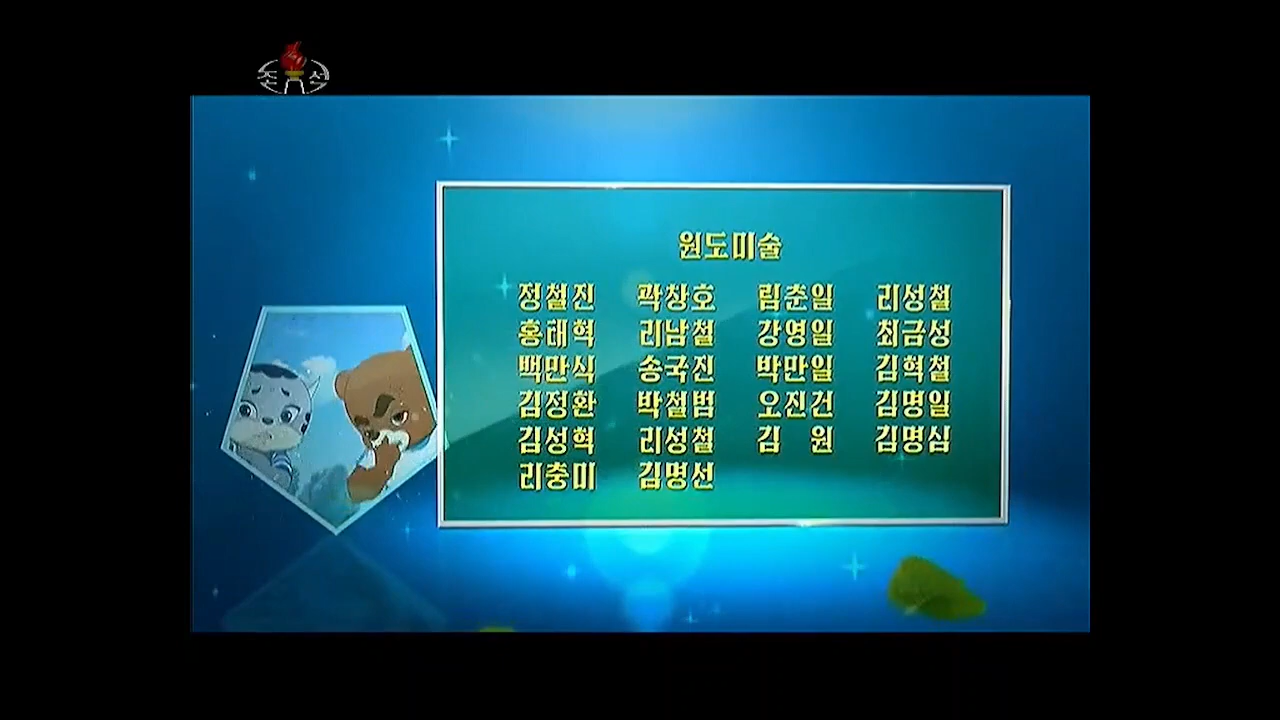 조선
원도미술
정철진 곽창호 림춘일 리성철
홍태혁 리남철 강영일 최금성
백만식 송국진 박만일 김혁철
김정환 박철범 오진건 김명일
김성혁 리성철 김 원 김명심
리충미 김명선